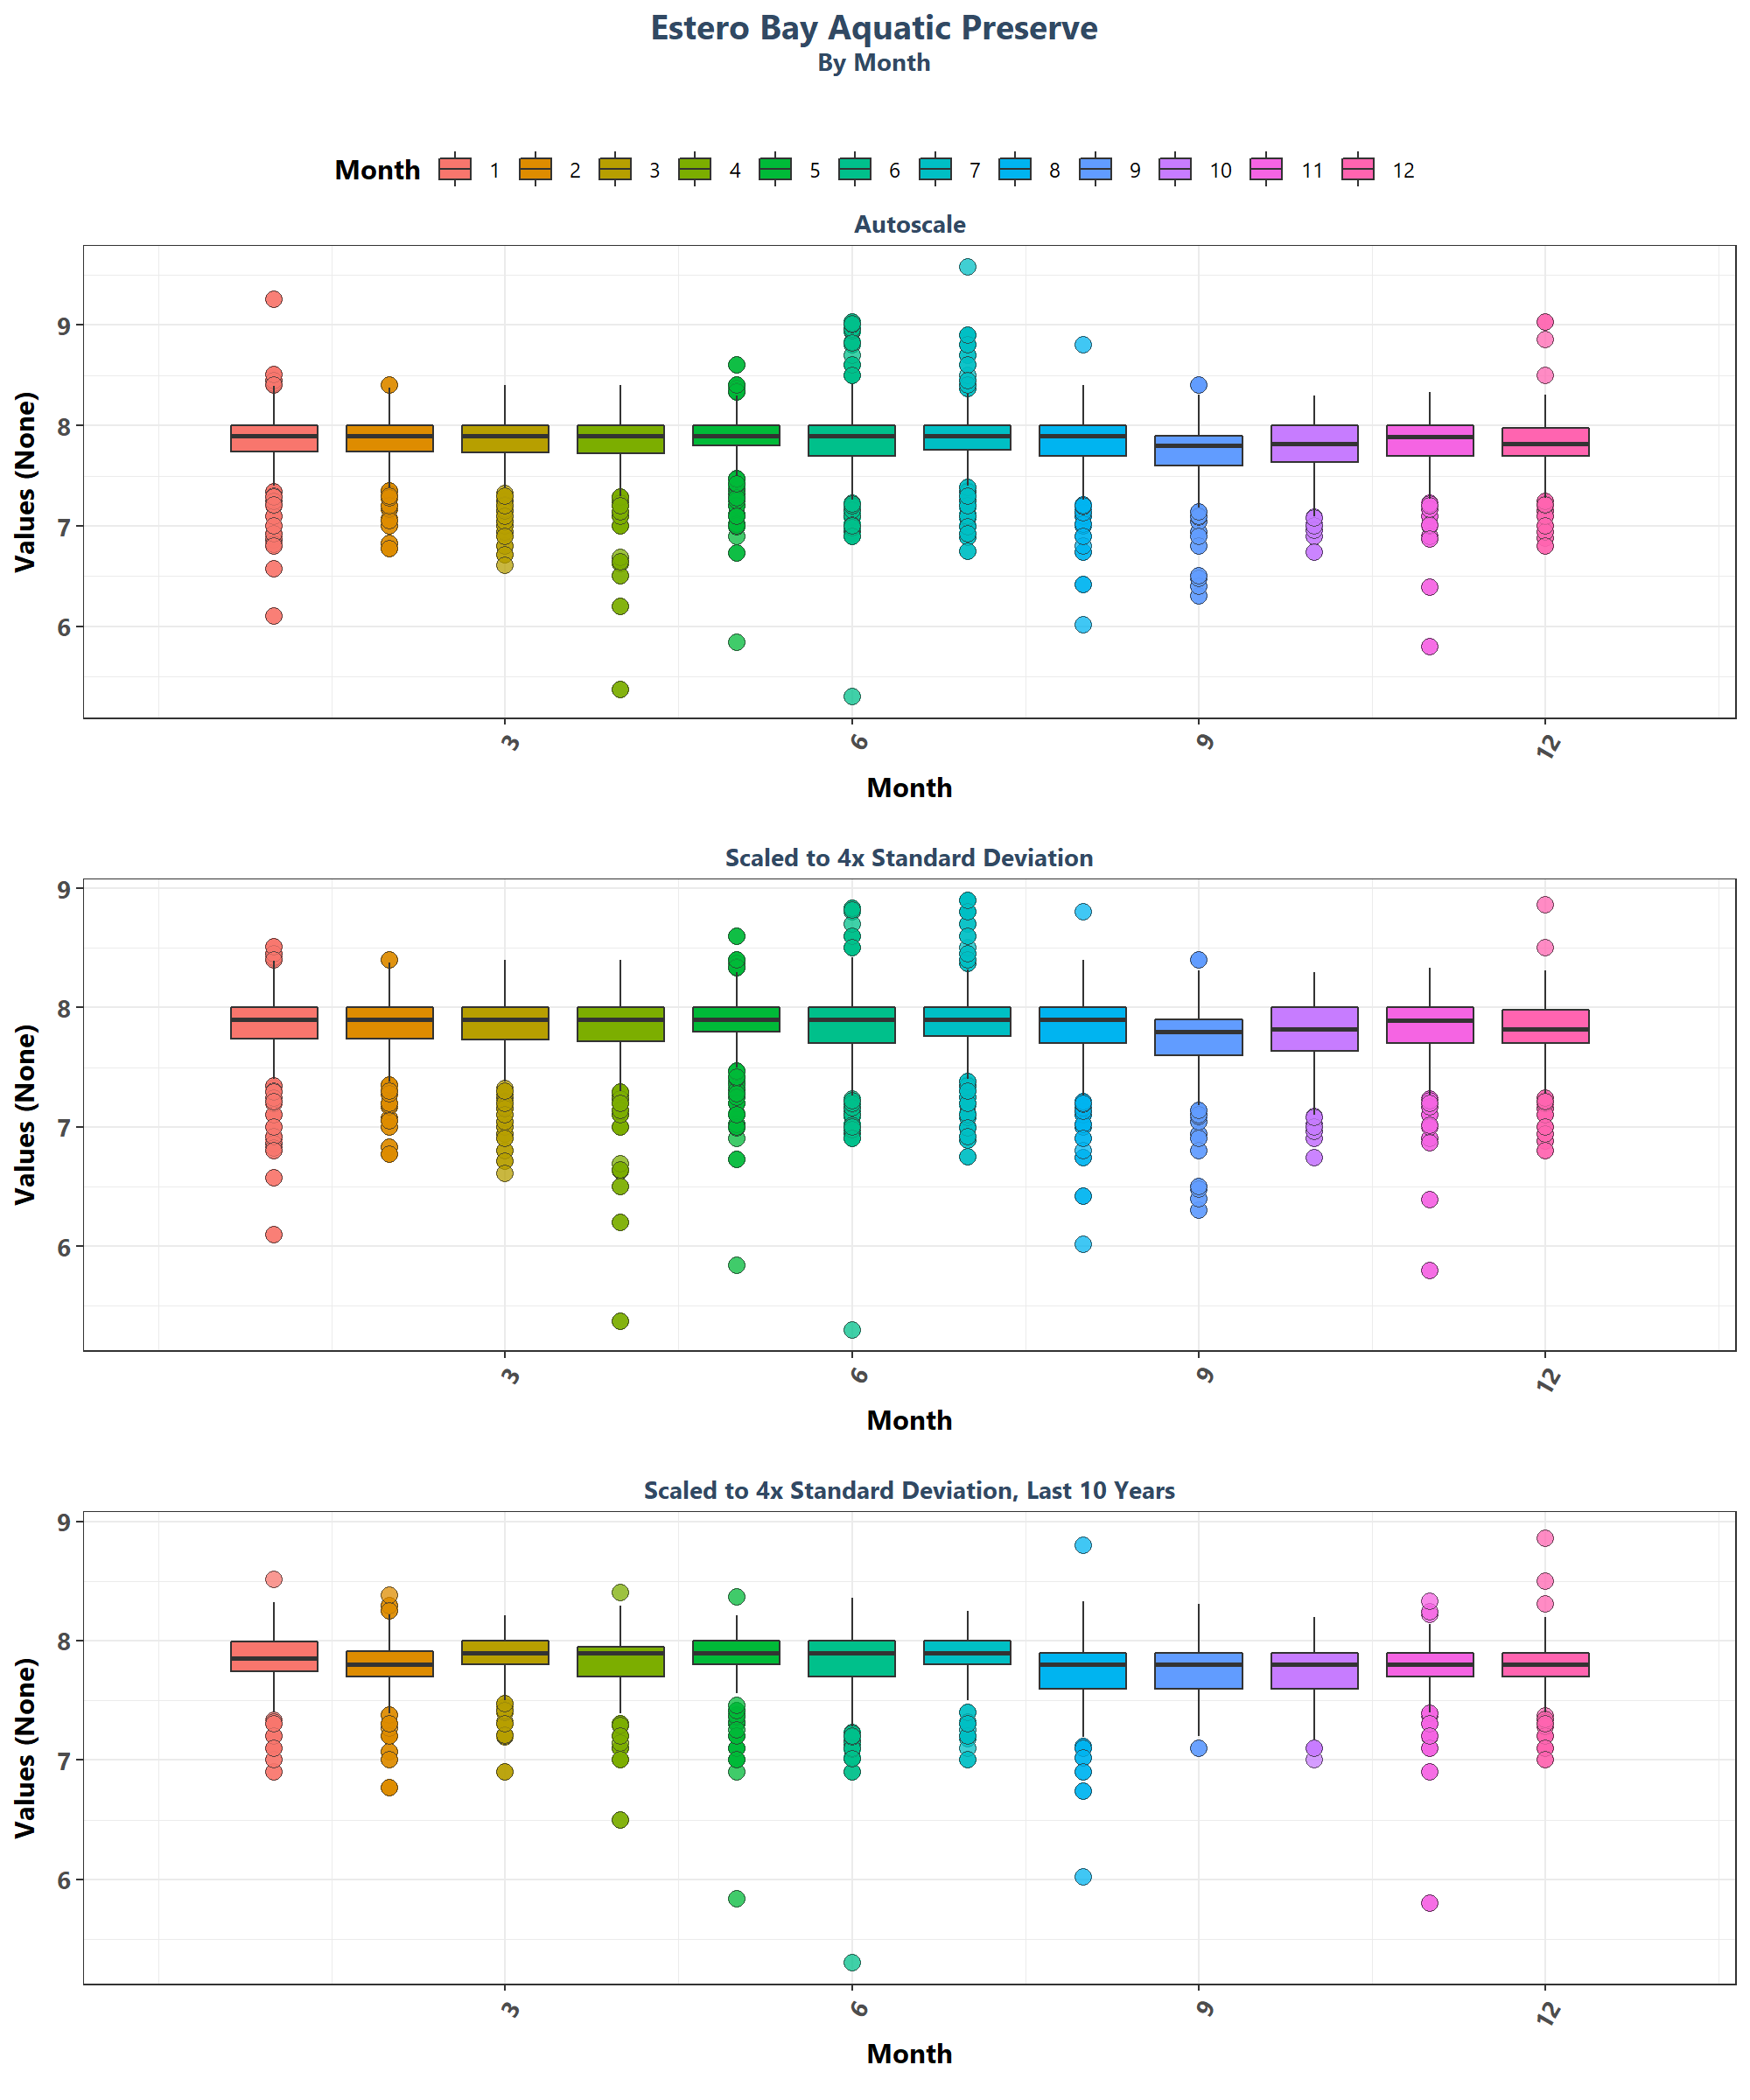 Estero Bay Aquatic Preserve
By Month
Month 1 2 3 4 5 6 7 8 9 10 11 12
Autoscale
Values (None)
9
8
7
6
3 6 9 12
Month
Scaled to 4x Standard Deviation
Values (None)
9
8
7
6
3 6 9 12
Month
Scaled to 4x Standard Deviation, Last 10 Years
Values (None)
9
8
7
6
3 6 9 12
Month